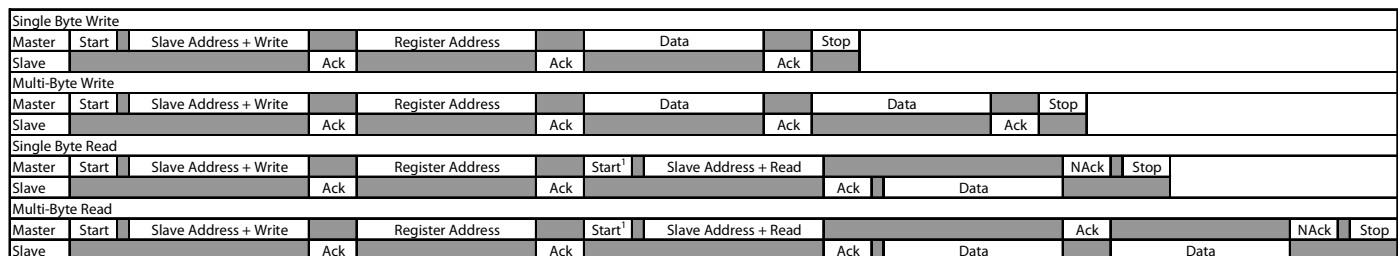 Single Byte Write
Master Start Slave Address + Write Register Address Data Stop
Slave Ack Ack Ack
Multi-Byte Write
Master Start Slave Address + Write Register Address Data Data Stop
Slave Ack Ack Ack Ack
Single Byte Read
Master Start Slave Address + Write Register Address Start¹ Slave Address + Read NAck Stop
Slave Ack Ack Ack Data
Multi-Byte Read
Master Start Slave Address + Write Register Address Start¹ Slave Address + Read Ack NAck Stop
Slave Ack Ack Ack Data Data